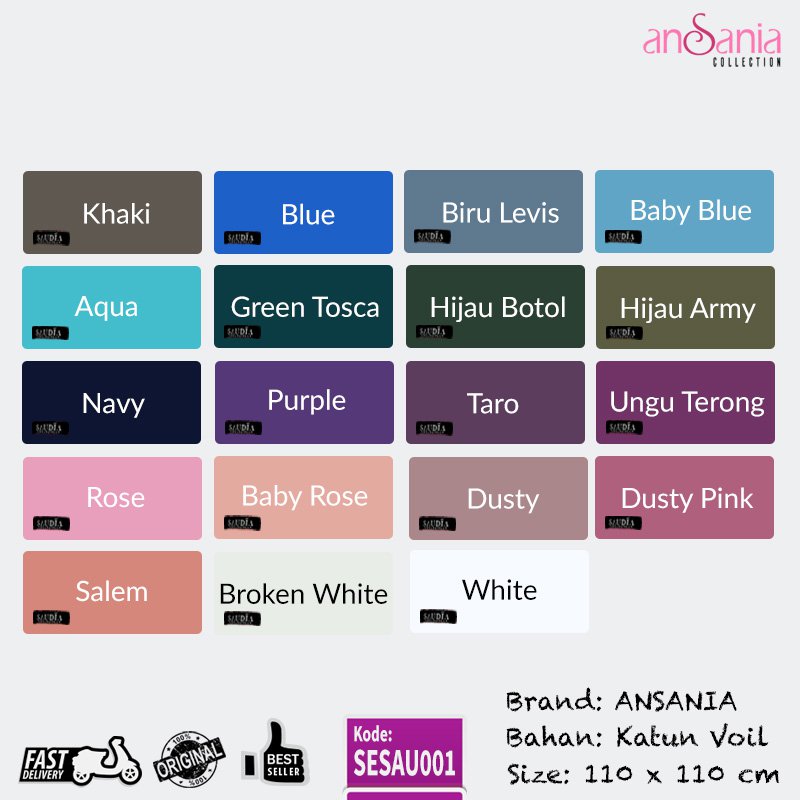 anSania
COLLECTION
Khaki
Blue
Biru Levis
Baby Blue
Aqua
Green Tosca
Hijau Botol
Hijau Army
Navy
Purple
Taro
Ungu Terong
Rose
Baby Rose
Dusty
Dusty Pink
Salem
Broken White
White
FAST
DELIVERY
100%
ORIGINAL
100%
BEST
SELLER
Kode:
SESAU001
Brand: ANSANIA
Bahan: Katun Voil
Size: 110 x 110 cm